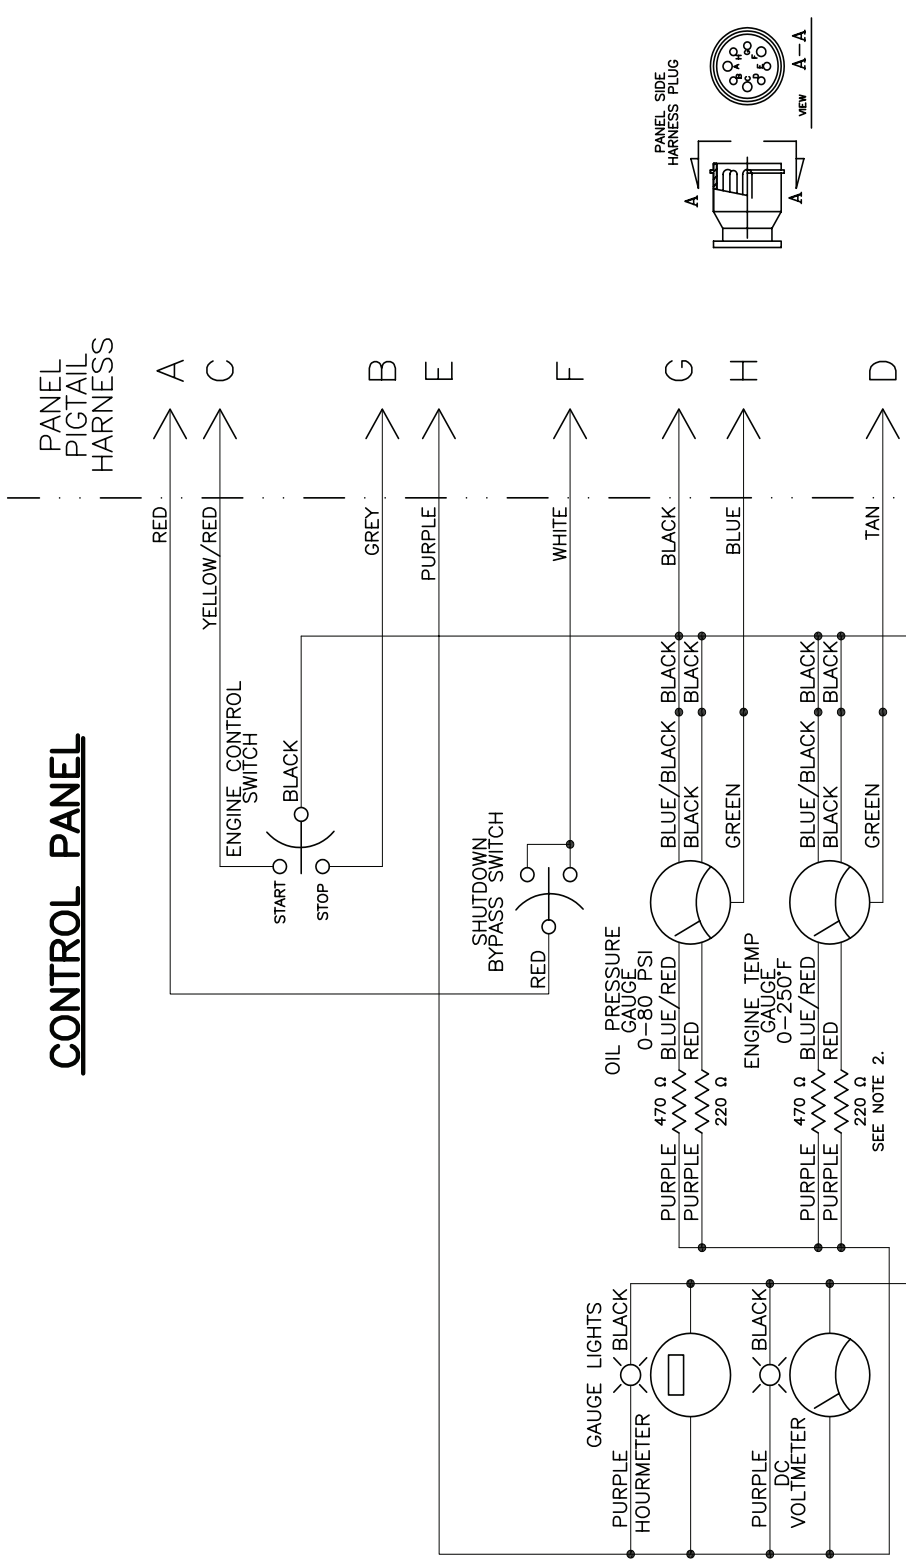 CONTROL PANEL
PANEL
PIGTAIL
HARNESS
RED
A
YELLOW/RED
C
GREY
B
PURPLE
E
WHITE
F
BLACK
G
BLUE
H
TAN
D
ENGINE CONTROL
SWITCH
BLACK
START
STOP
SHUTDOWN
BYPASS SWITCH
RED
OIL PRESSURE
GAUGE
0-80 PSI
PURPLE
470 Ω
BLUE/RED
BLUE/BLACK
BLACK
PURPLE
220 Ω
RED
BLACK
BLACK
GREEN
ENGINE TEMP
GAUGE
0-250°F
PURPLE
470 Ω
BLUE/RED
BLUE/BLACK
BLACK
PURPLE
220 Ω
RED
BLACK
BLACK
GREEN
SEE NOTE 2.
GAUGE LIGHTS
PURPLE
BLACK
HOURMETER
PURPLE
BLACK
DC
VOLTMETER
PANEL SIDE
HARNESS PLUG
A
A
A
B
C
D
E
F
G
H
VIEW A-A